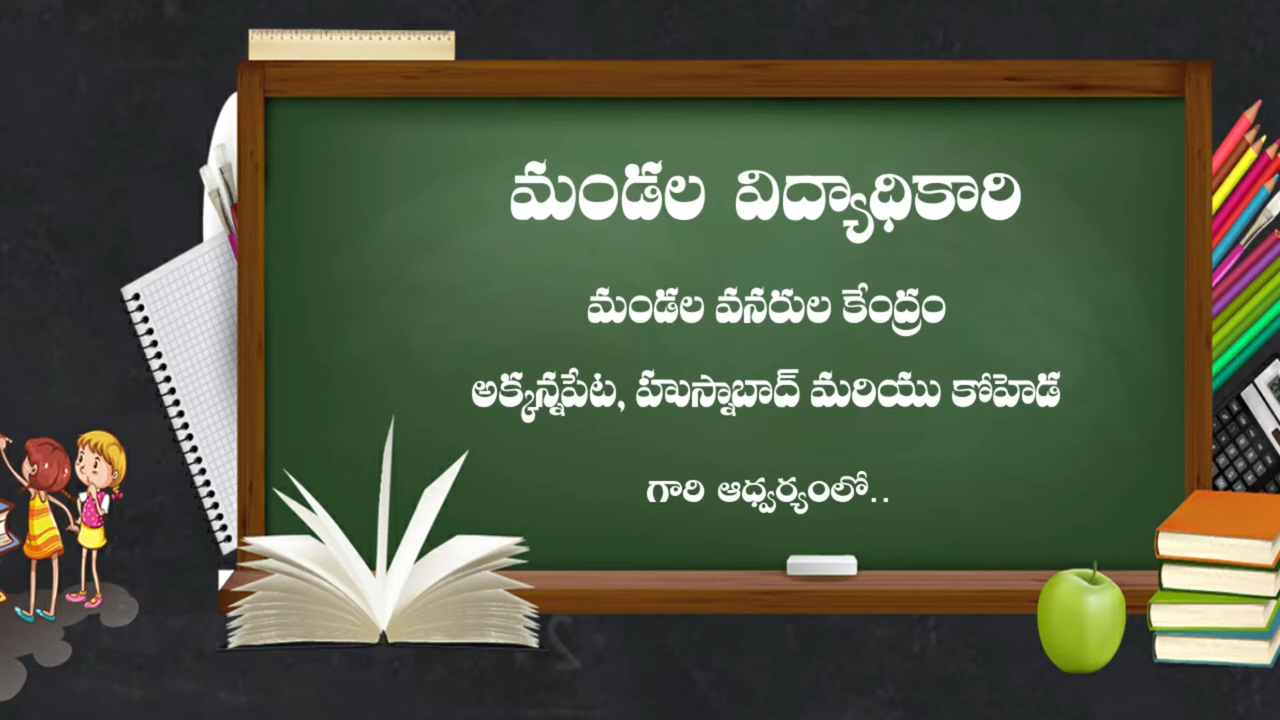 మండల విద్యాధికారి
మండల వనరుల కేంద్రం
అక్కన్నపేట, హుస్నాబాద్ మరియు కోహెడ
గారి ఆధ్వర్యంలో..